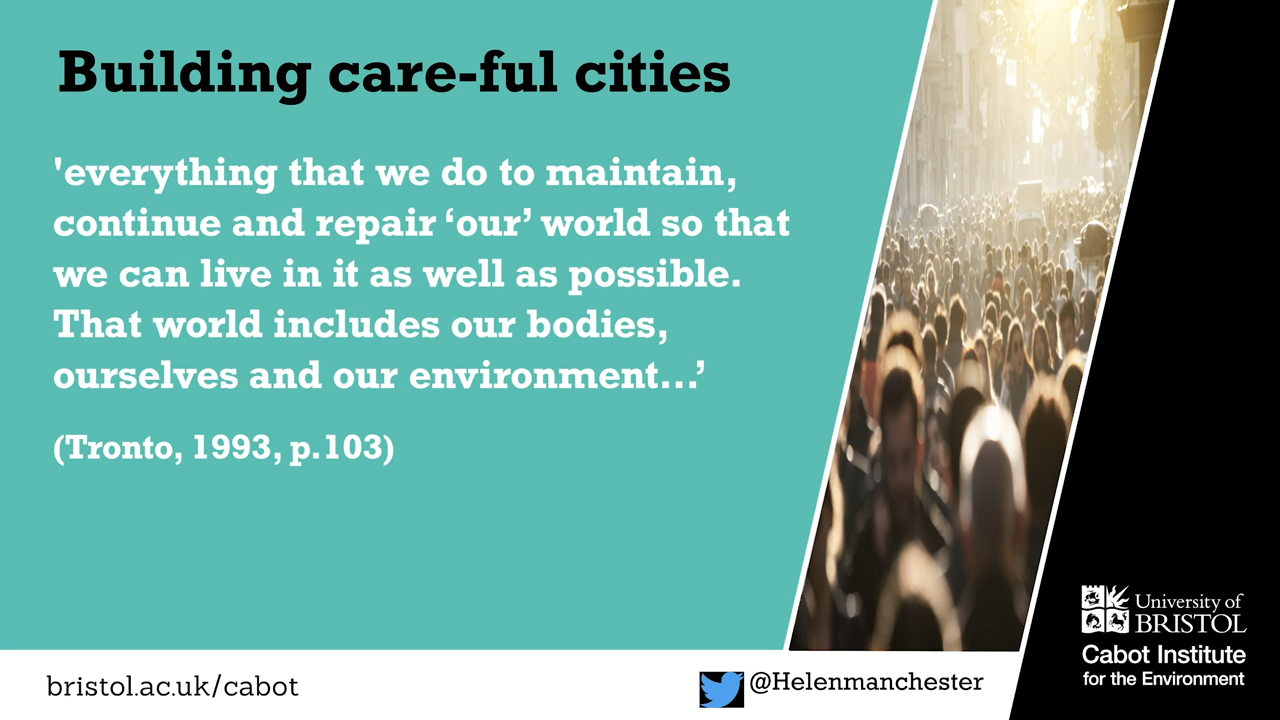 Building care-ful cities
'everything that we do to maintain,
continue and repair ‘our’ world so that
we can live in it as well as possible.
That world includes our bodies,
ourselves and our environment...’
(Tronto, 1993, p.103)
University of
BRISTOL
Cabot Institute
for the Environment
bristol.ac.uk/cabot
@Helenmanchester